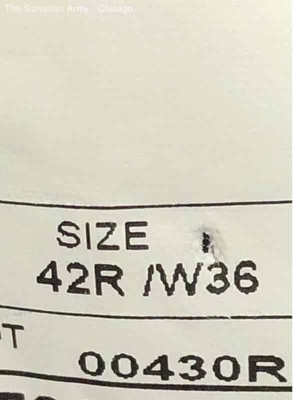 The Salvation Army - Chicago
SIZE
42R /W36
00430R